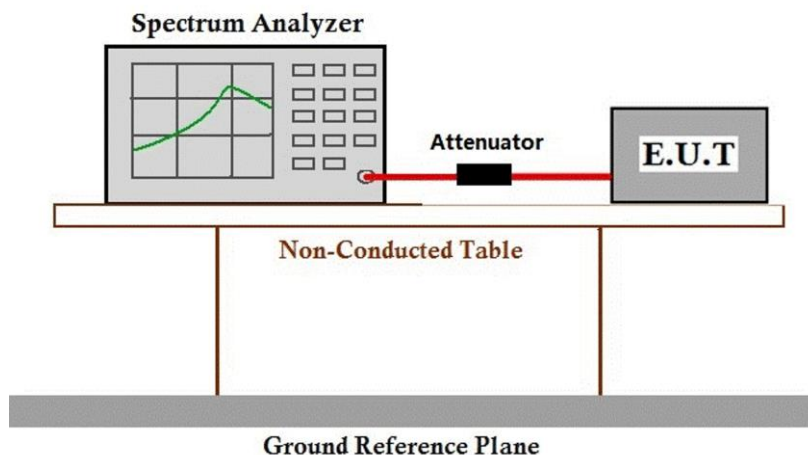 Spectrum Analyzer
Attenuator
E.U.T
Non-Conducted Table
Ground Reference Plane